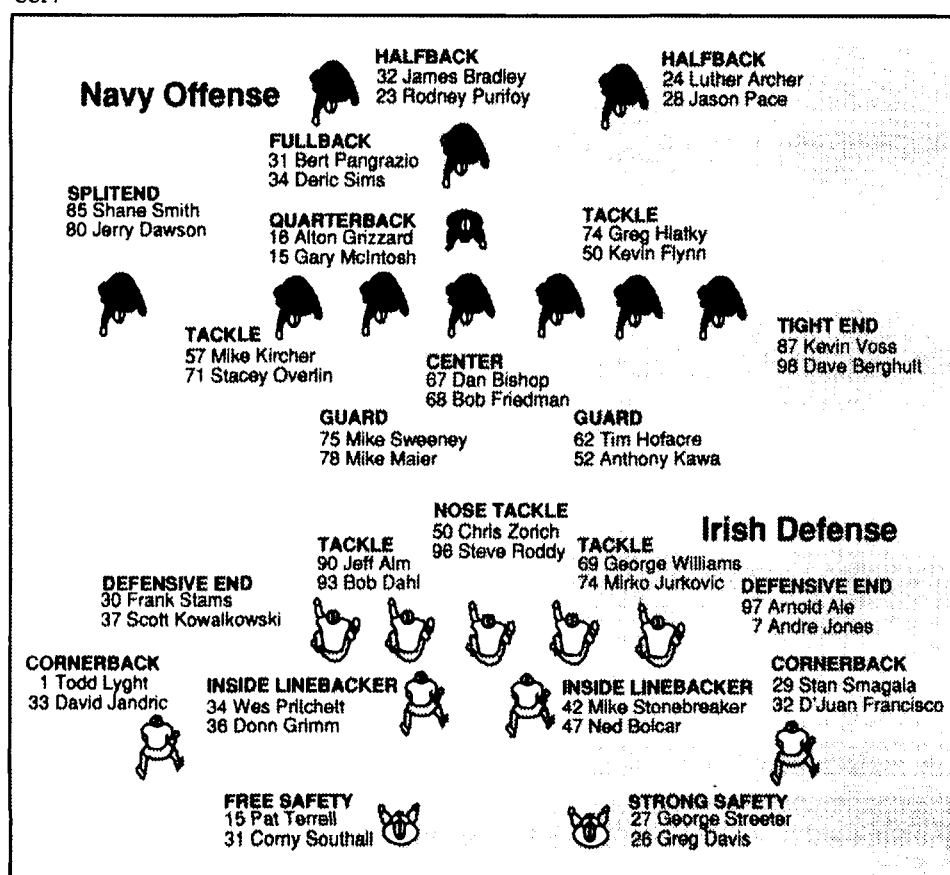 Navy Offense
HALFBACK
32 James Bradley
23 Rodney Purifoy
HALFBACK
24 Luther Archer
28 Jason Pace
FULLBACK
31 Bert Pangrazio
34 Deric Sims
SPLITEND
85 Shane Smith
80 Jerry Dawson
QUARTERBACK
16 Alton Grizzard
15 Gary McIntosh
TACKLE
74 Greg Hlatky
50 Kevin Flynn
TACKLE
57 Mike Kircher
71 Stacey Overlin
CENTER
67 Dan Bishop
68 Bob Friedman
TIGHT END
87 Kevin Voss
98 Dave Berghult
GUARD
75 Mike Sweeney
78 Mike Maier
GUARD
62 Tim Hofacre
52 Anthony Kawa
Irish Defense
NOSE TACKLE
50 Chris Zorich
96 Steve Roddy
TACKLE
90 Jeff Alm
93 Bob Dahl
TACKLE
69 George Williams
74 Mirko Jurkovic
DEFENSIVE END
30 Frank Stams
37 Scott Kowalkowski
DEFENSIVE END
97 Arnold Ale
7 Andre Jones
CORNERBACK
1 Todd Lyght
33 David Jandric
INSIDE LINEBACKER
34 Wes Pritchett
36 Donn Grimm
INSIDE LINEBACKER
42 Mike Stonebreaker
47 Ned Bolcar
CORNERBACK
29 Stan Smagala
32 D'Juan Francisco
FREE SAFETY
15 Pat Terrell
31 Corny Southall
STRONG SAFETY
27 George Streeter
26 Greg Davis